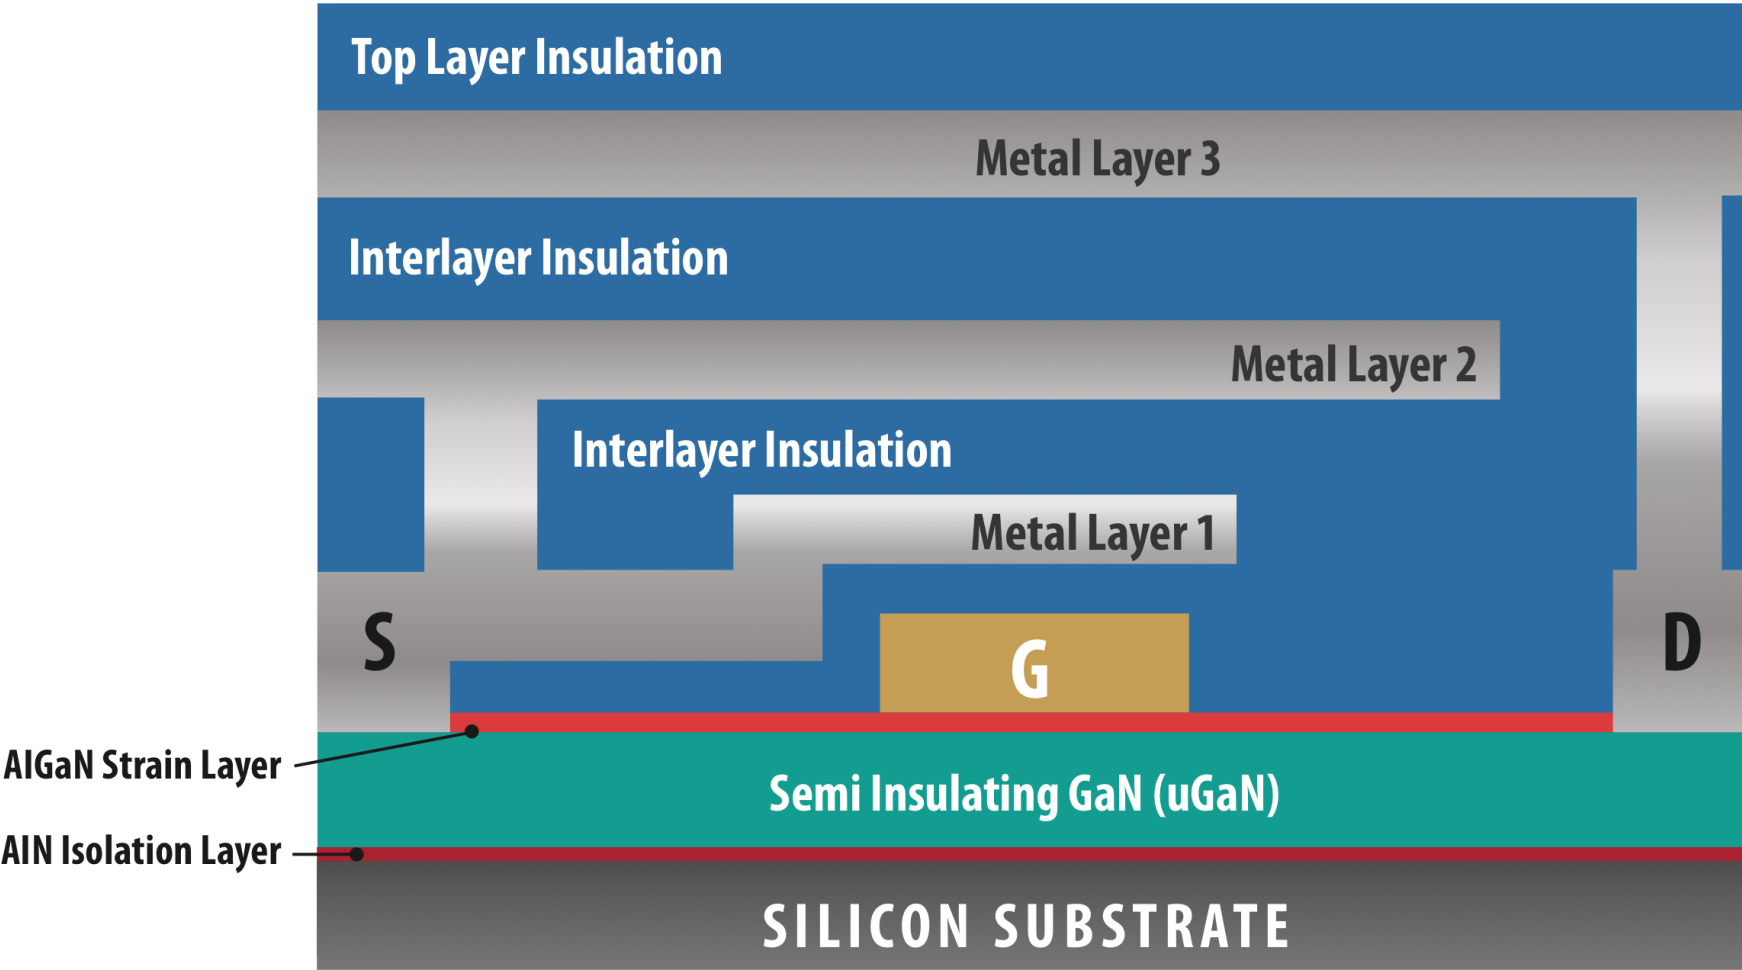 Top Layer Insulation
Metal Layer 3
Interlayer Insulation
Metal Layer 2
Interlayer Insulation
Metal Layer 1
S
G
D
AlGaN Strain Layer
Semi Insulating GaN (uGaN)
AlN Isolation Layer
SILICON SUBSTRATE